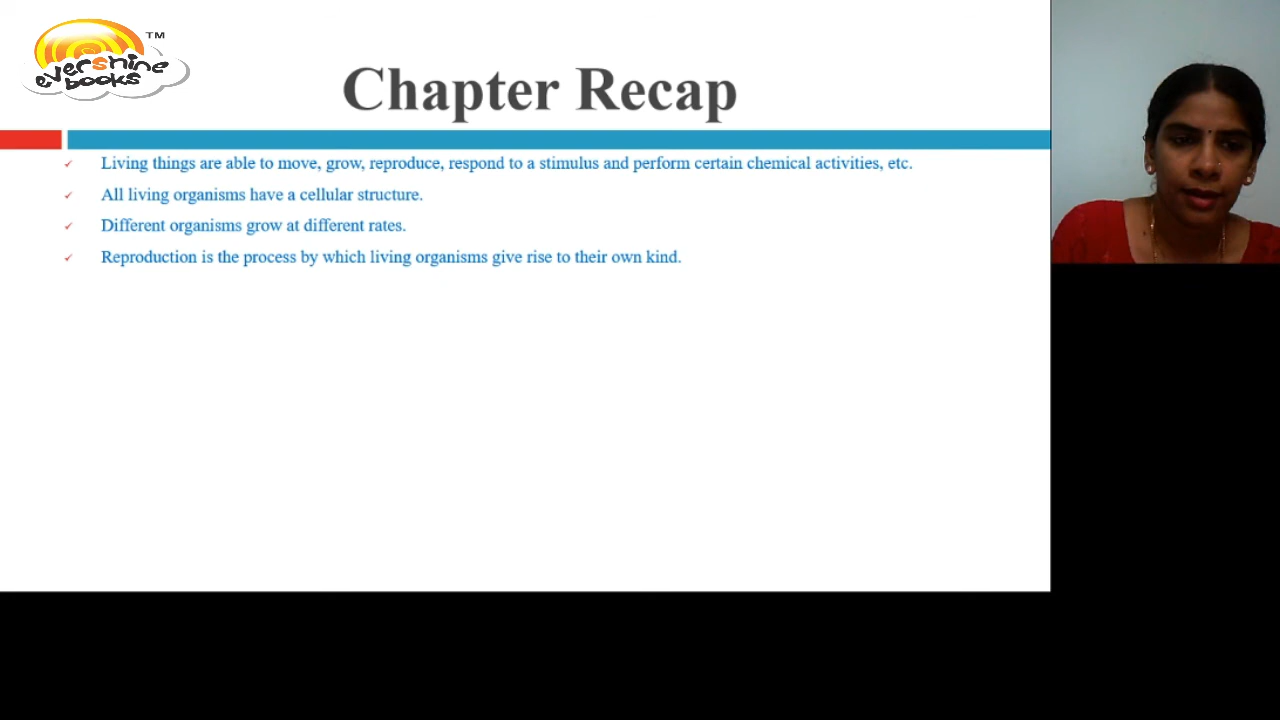 evershine
books
TM
Chapter Recap
✓ Living things are able to move, grow, reproduce, respond to a stimulus and perform certain chemical activities, etc.
✓ All living organisms have a cellular structure.
✓ Different organisms grow at different rates.
✓ Reproduction is the process by which living organisms give rise to their own kind.